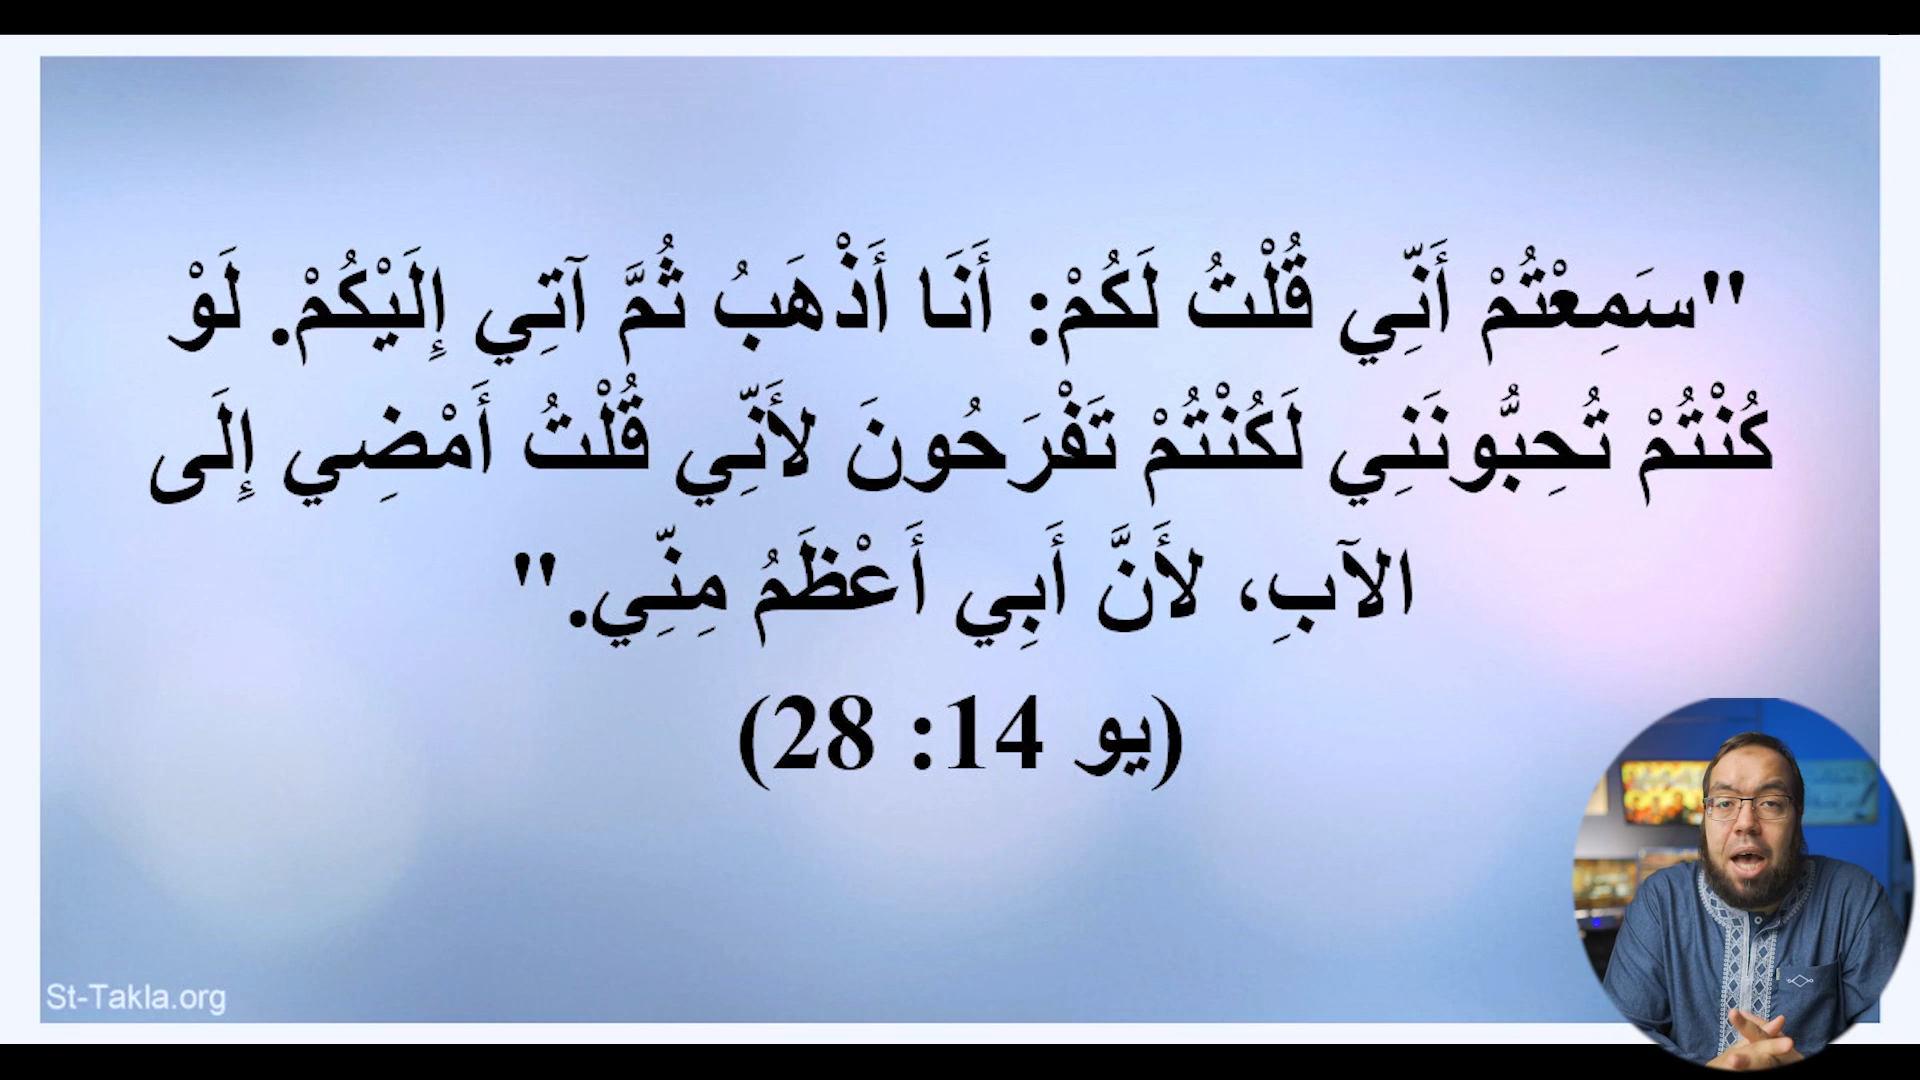 "سَمِعْتُمْ أَنِّي قُلْتُ لَكُمْ: أَنَا أَذْهَبُ ثُمَّ آتِي إِلَيْكُمْ. لَوْ
كُنْتُمْ تُحِبُّونَنِي لَكُنْتُمْ تَفْرَحُونَ لأَنِّي قُلْتُ أَمْضِي إِلَى
الآبِ، لأَنَّ أَبِي أَعْظَمُ مِنِّي."
(يو 14: 28)
St-Takla.org